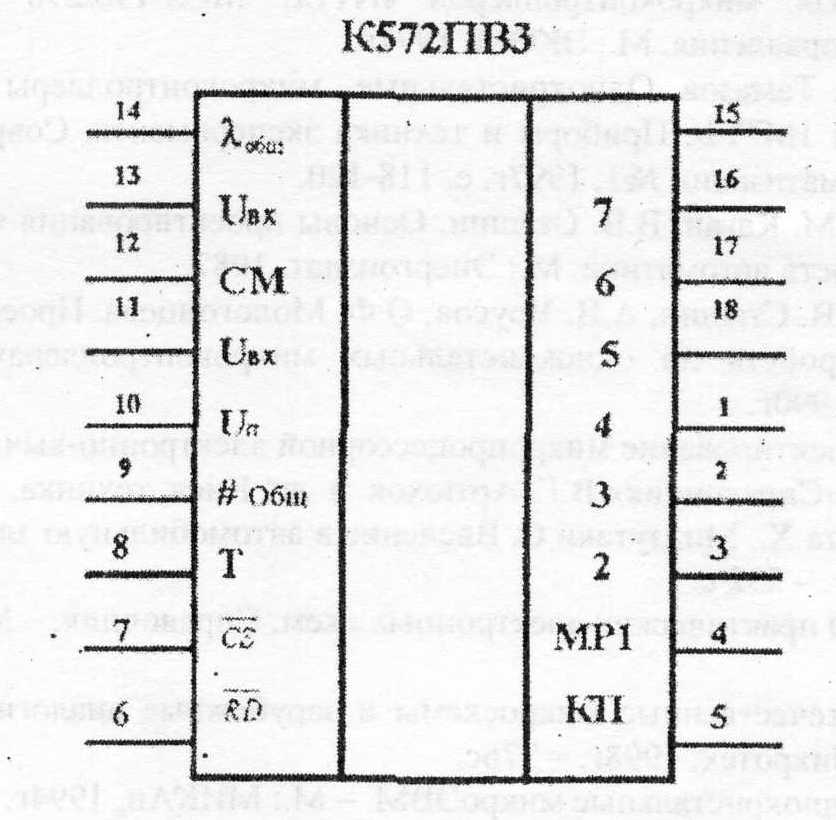 К572ПВ3
14 λобщ 15
13 Uвх 7 16
12 СМ 6 17
11 Uвх 5 18
10 Uп 4 1
9 # Общ 3 2
8 Т 2 3
7 CS МР1 4
6 RD КП 5